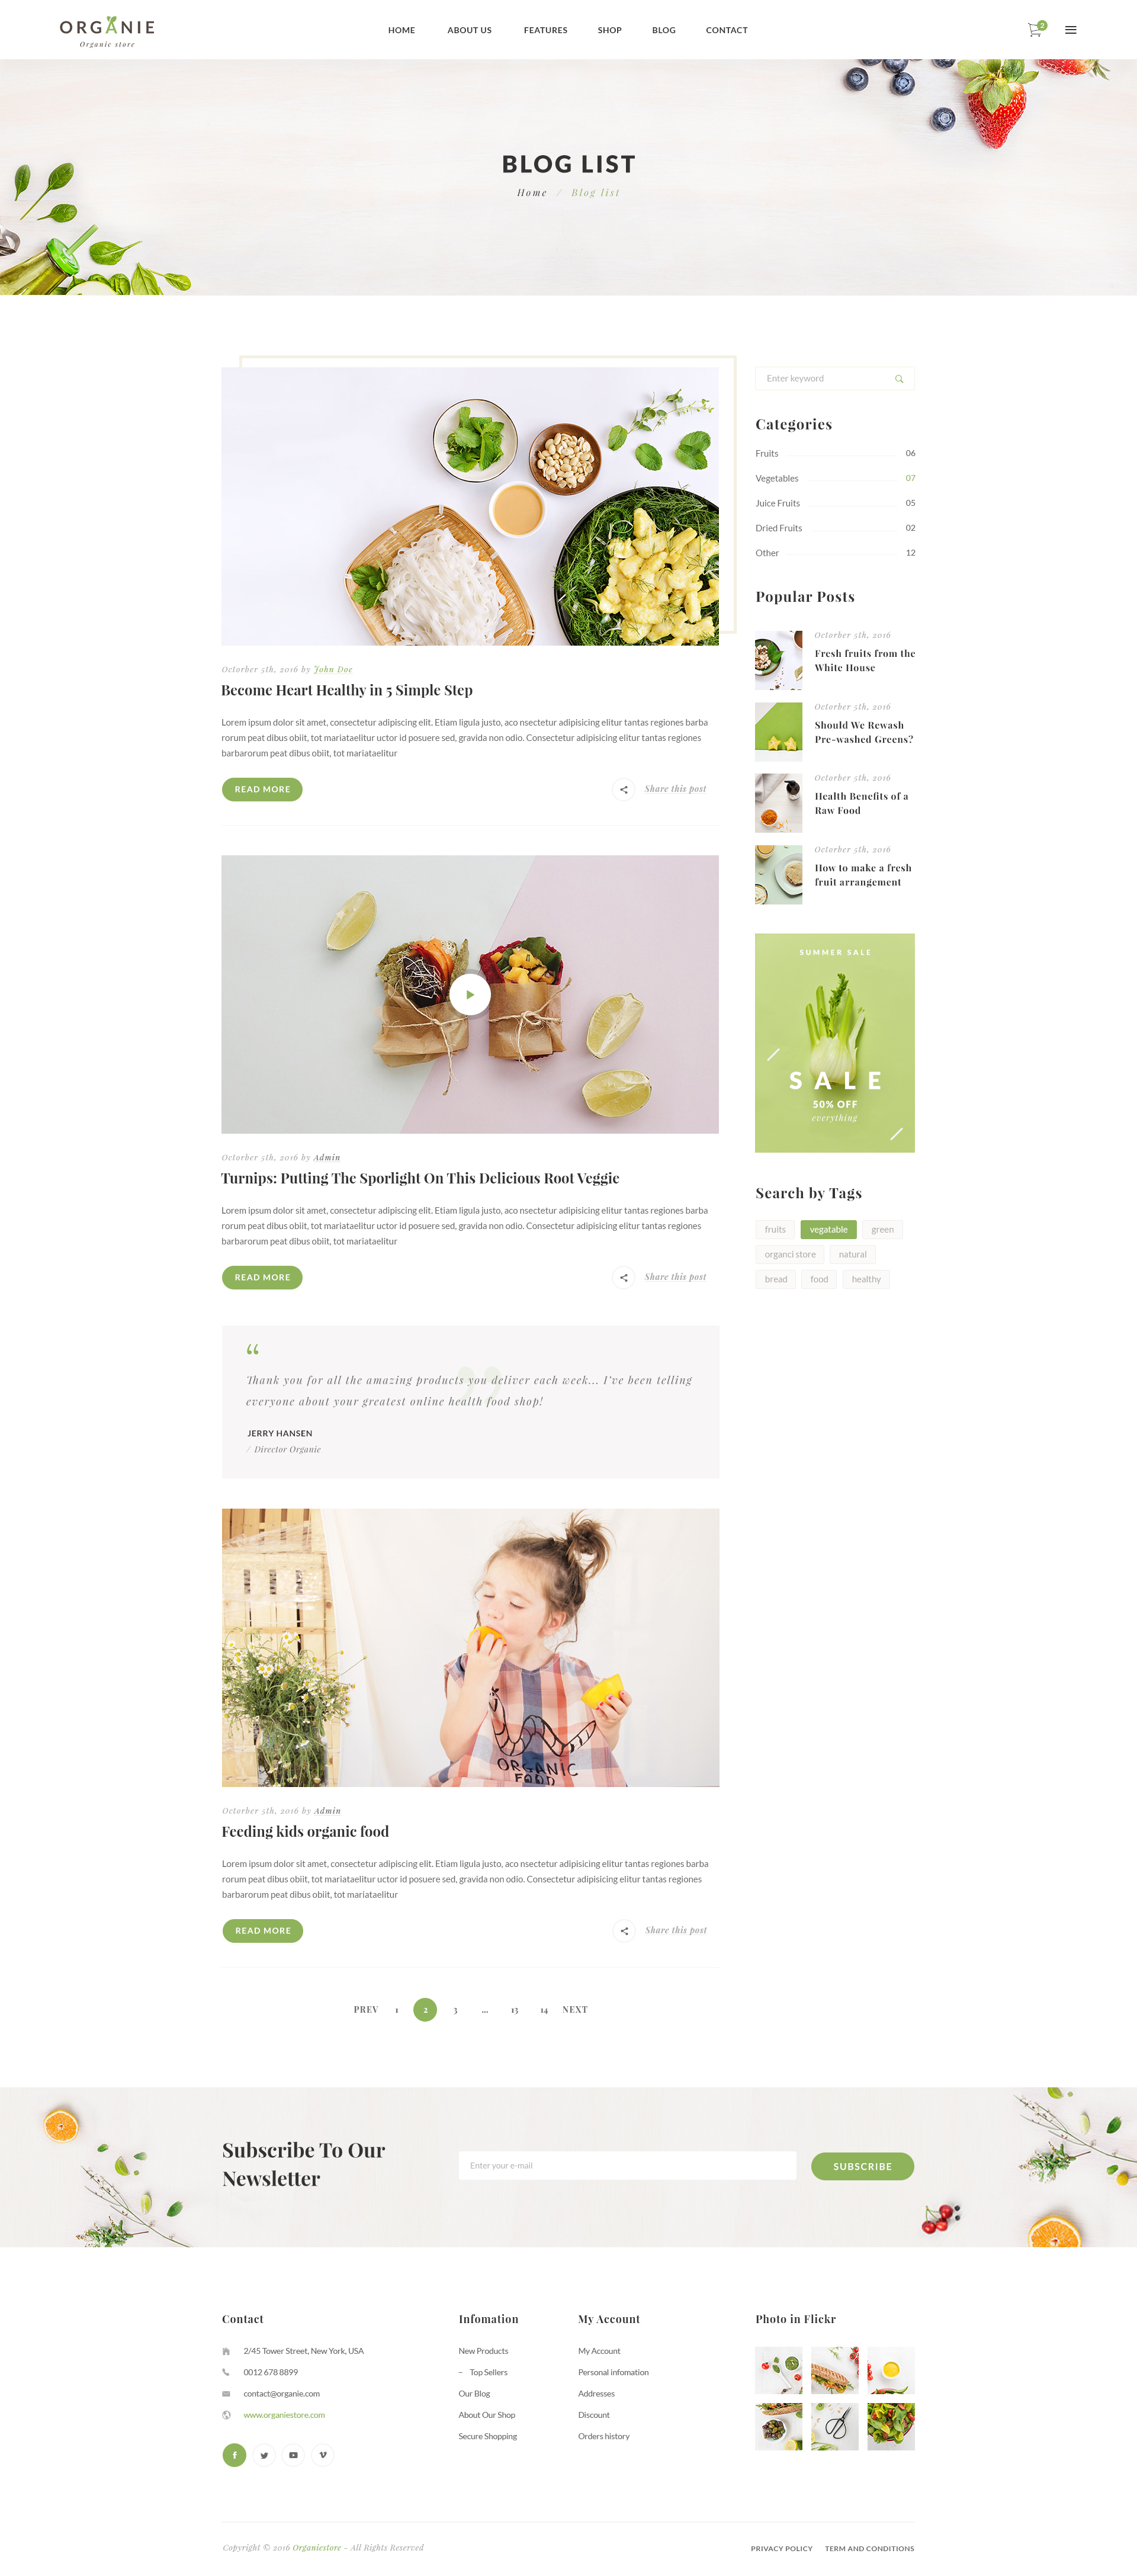 ORGANIE
Organic store
HOME ABOUT US FEATURES SHOP BLOG CONTACT
2
BLOG LIST
Home / Blog list
Octorber 5th, 2016 by John Doe
Become Heart Healthy in 5 Simple Step
Lorem ipsum dolor sit amet, consectetur adipiscing elit. Etiam ligula justo, aco nsectetur adipisicing elitur tantas regiones barba
rorum peat dibus obiit, tot mariataelitur uctor id posuere sed, gravida non odio. Consectetur adipisicing elitur tantas regiones
barbarorum peat dibus obiit, tot mariataelitur
READ MORE
Share this post
Octorber 5th, 2016 by Admin
Turnips: Putting The Sporlight On This Delicious Root Veggie
Lorem ipsum dolor sit amet, consectetur adipiscing elit. Etiam ligula justo, aco nsectetur adipisicing elitur tantas regiones barba
rorum peat dibus obiit, tot mariataelitur uctor id posuere sed, gravida non odio. Consectetur adipisicing elitur tantas regiones
barbarorum peat dibus obiit, tot mariataelitur
READ MORE
Share this post
“
Thank you for all the amazing products you deliver each week... I’ve been telling
everyone about your greatest online health food shop!
”
JERRY HANSEN
/ Director Organie
ORGANIC
FOOD
Octorber 5th, 2016 by Admin
Feeding kids organic food
Lorem ipsum dolor sit amet, consectetur adipiscing elit. Etiam ligula justo, aco nsectetur adipisicing elitur tantas regiones barba
rorum peat dibus obiit, tot mariataelitur uctor id posuere sed, gravida non odio. Consectetur adipisicing elitur tantas regiones
barbarorum peat dibus obiit, tot mariataelitur
READ MORE
Share this post
PREV 1 2 3 ... 13 14 NEXT
Enter keyword
Categories
Fruits 06
Vegetables 07
Juice Fruits 05
Dried Fruits 02
Other 12
Popular Posts
Octorber 5th, 2016
Fresh fruits from the
White House
Octorber 5th, 2016
Should We Rewash
Pre-washed Greens?
Octorber 5th, 2016
Health Benefits of a
Raw Food
Octorber 5th, 2016
How to make a fresh
fruit arrangement
SUMMER SALE
SALE
50% OFF
everything
Search by Tags
fruits vegatable green
organci store natural
bread food healthy
Subscribe To Our
Newsletter
Enter your e-mail
SUBSCRIBE
Contact
2/45 Tower Street, New York, USA
0012 678 8899
contact@organie.com
www.organiestore.com
Infomation
New Products
– Top Sellers
Our Blog
About Our Shop
Secure Shopping
My Account
My Account
Personal infomation
Addresses
Discount
Orders history
Photo in Flickr
Copyright © 2016 Organiestore – All Rights Reserved
PRIVACY POLICY TERM AND CONDITIONS